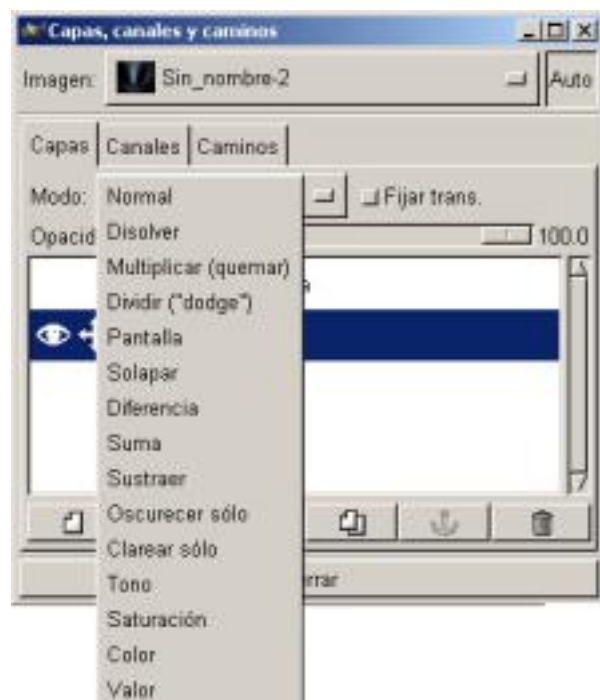 Capas, canales y caminos
Imagen: Sin_nombre-2 Auto
Capas Canales Caminos
Modo: Fijar trans.
Opacid 100.0
Normal
Disolver
Multiplicar (quemar)
Dividir ("dodge")
Pantalla
Solapar
Diferencia
Suma
Sustraer
Oscurecer sólo
Clarear sólo
Tono
Saturación
Color
Valor
rrar